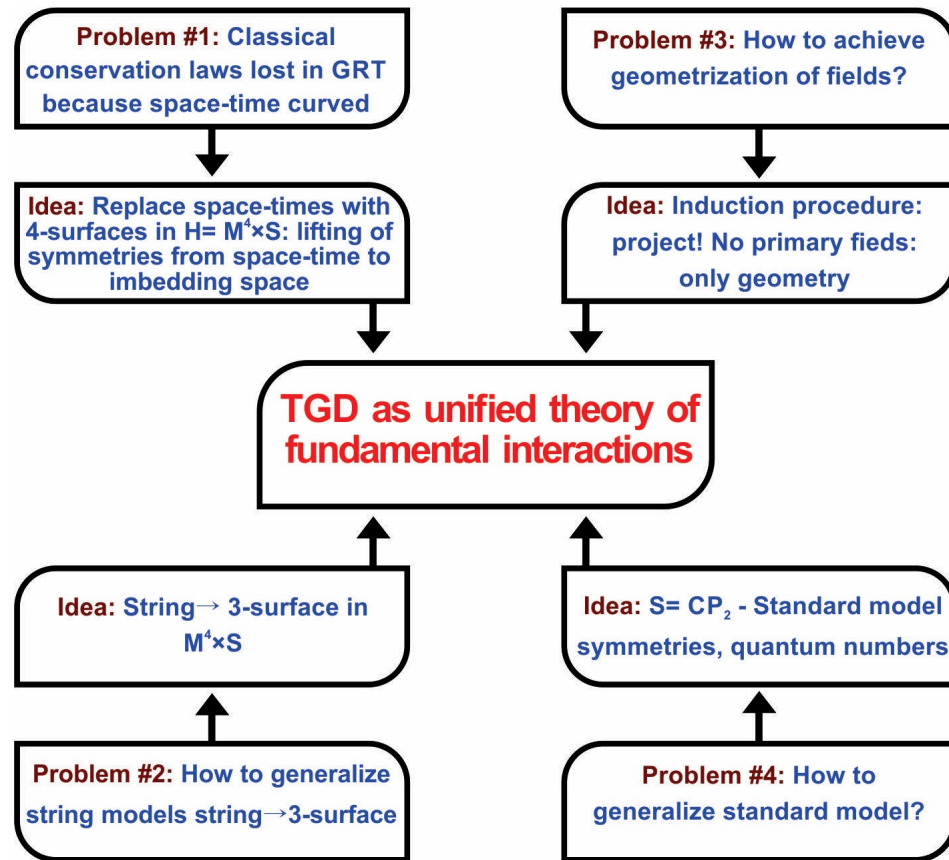 Problem #1: Classical
conservation laws lost in GRT
because space-time curved
Idea: Replace space-times with
4-surfaces in H= M⁴×S: lifting of
symmetries from space-time to
imbedding space
Problem #3: How to achieve
geometrization of fields?
Idea: Induction procedure:
project! No primary fieds:
only geometry
TGD as unified theory of
fundamental interactions
Idea: String→ 3-surface in
M⁴×S
Problem #2: How to generalize
string models string→3-surface
Idea: S= CP₂ - Standard model
symmetries, quantum numbers
Problem #4: How to
generalize standard model?